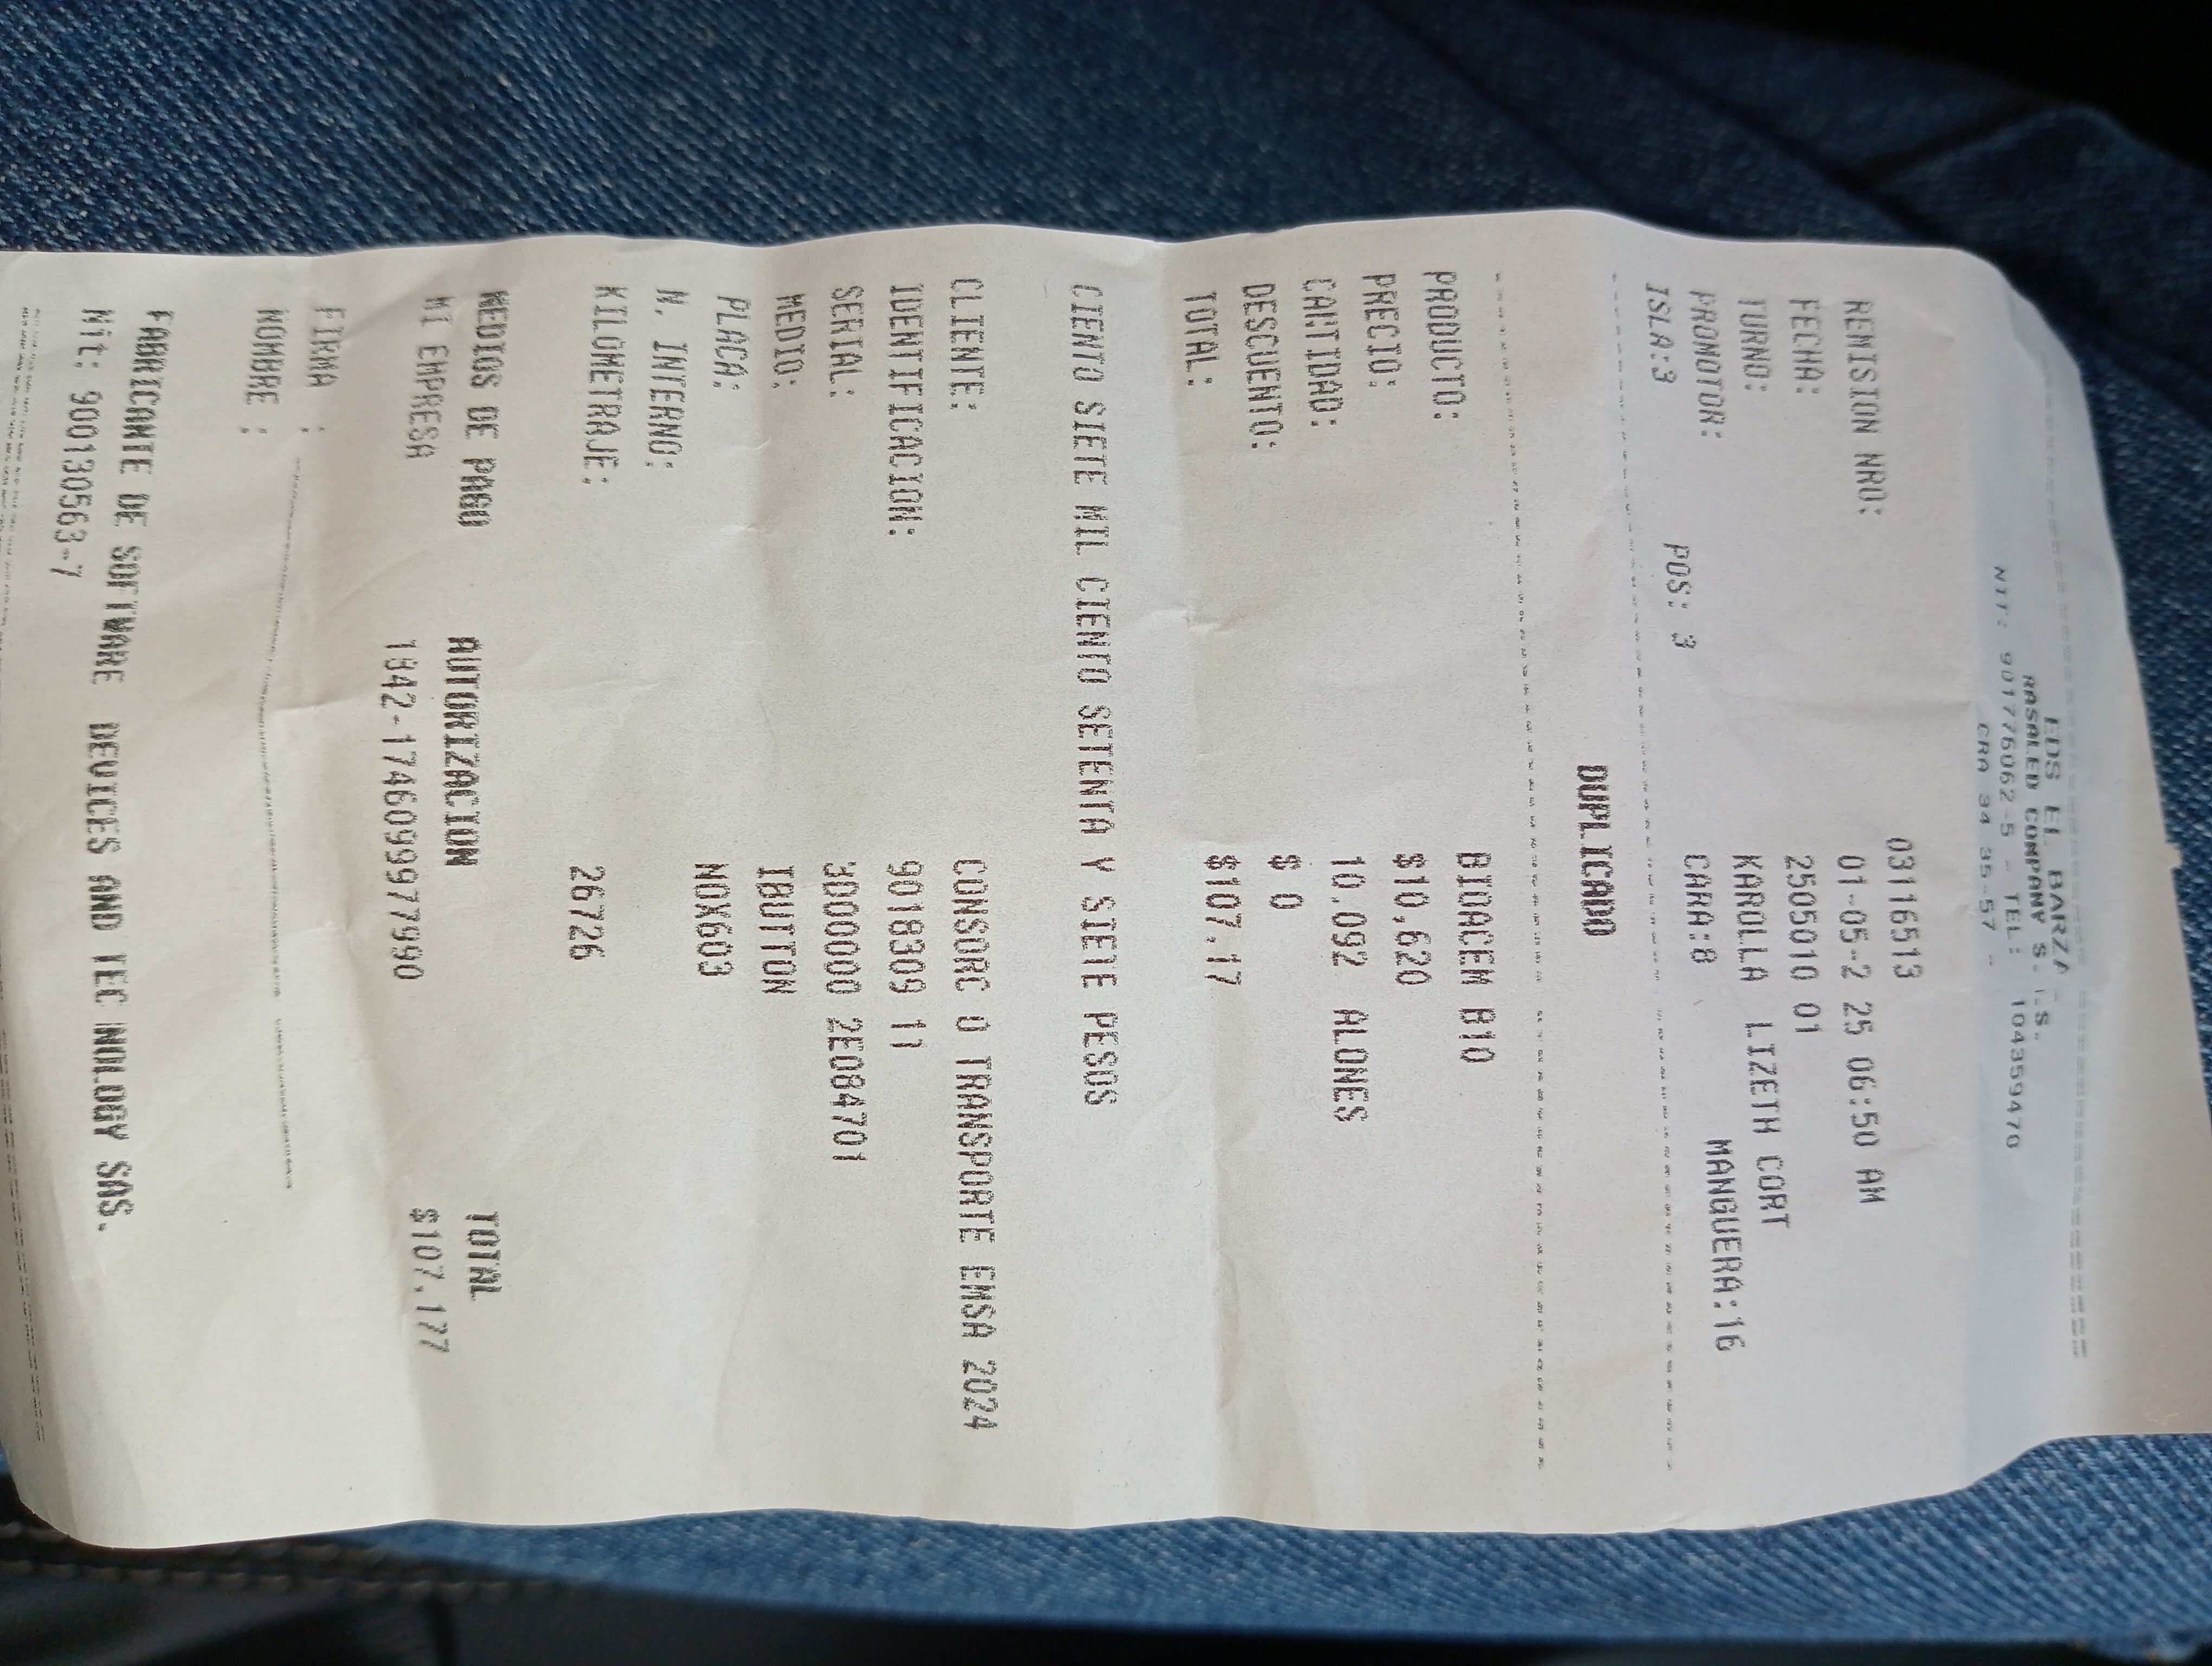 EDS EL BARZA
RASALED COMPANY S.
NIT: 901776062-5 - TEL: 104359470
CRA 34 35-57 -
REMISION NRO: 03116513
FECHA: 01-05-2 25 06:50 AM
TURNO: 2505010 01
PROMOTOR: KAROLLA LIZETH CORT
ISLA:3 POS: 3 CARA:8 MANGUERA:16
DUPLICADO
PRODUCTO: BIOACEM B10
PRECIO: $10,620
CANTIDAD: 10.092 ALONES
DESCUENTO: $ 0
TOTAL: $107.17
CIENTO SIETE MIL CIENTO SETENTA Y SIETE PESOS
CLIENTE: CONSORC O TRANSPORTE ENSA 2024
IDENTIFICACION: 9018309 11
SERIAL: 3000000 2E084701
MEDIO: IBUTTON
PLACA: NOX603
N. INTERNO:
KILOMETRAJE: 26726
MEDIOS DE PAGO AUTORIZACION TOTAL
MI EMPRESA 1842-1746099977990 $107.177
FIRMA :
NOMBRE :
FABRICANTE DE SOFTWARE DEVICES AND TEC NOLOGY SAS.
Nit: 900130563-7